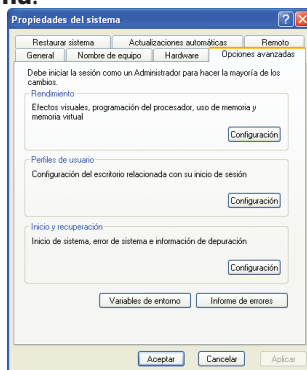 na.
Propiedades del sistema
Restaurar sistema Actualizaciones automáticas Remoto
General Nombre de equipo Hardware Opciones avanzadas
Debe iniciar la sesión como un Administrador para hacer la mayoría de los
cambios.
Rendimiento
Efectos visuales, programación del procesador, uso de memoria y
memoria virtual
Configuración
Perfiles de usuario
Configuración del escritorio relacionada con su inicio de sesión
Configuración
Inicio y recuperación
Inicio de sistema, error de sistema e información de depuración
Configuración
Variables de entorno Informe de errores
Aceptar Cancelar Aplicar